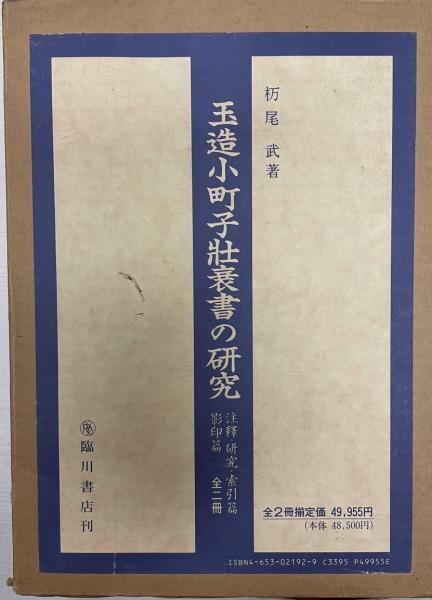 杤尾 武著
玉造小町子壯衰書の研究
注釋 研究・索引篇
影印篇
全二冊
臨川書店刊
全2冊揃定価 49,955円
(本体 48,500円)
ISBN4-653-02192-9 C3395 P49955E